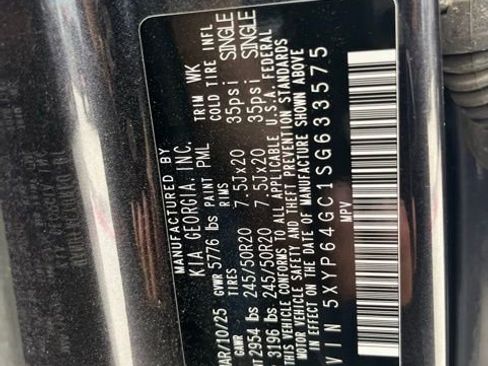 MANUFACTURED BY
KIA GEORGIA, INC.
MAR/10/25 GVWR 5776 lbs PAINT PML TRIM WK
GAWR TIRES RIMS COLD TIRE INFL
2954 lbs 245/50R20 7.5Jx20 35psi SINGLE
3196 lbs 245/50R20 7.5Jx20 35psi SINGLE
THIS VEHICLE CONFORMS TO ALL APPLICABLE U.S.A. FEDERAL
MOTOR VEHICLE SAFETY AND THEFT PREVENTION STANDARDS
IN EFFECT ON THE DATE OF MANUFACTURE SHOWN ABOVE
VIN 5XYP64GC1SG633575
MPV